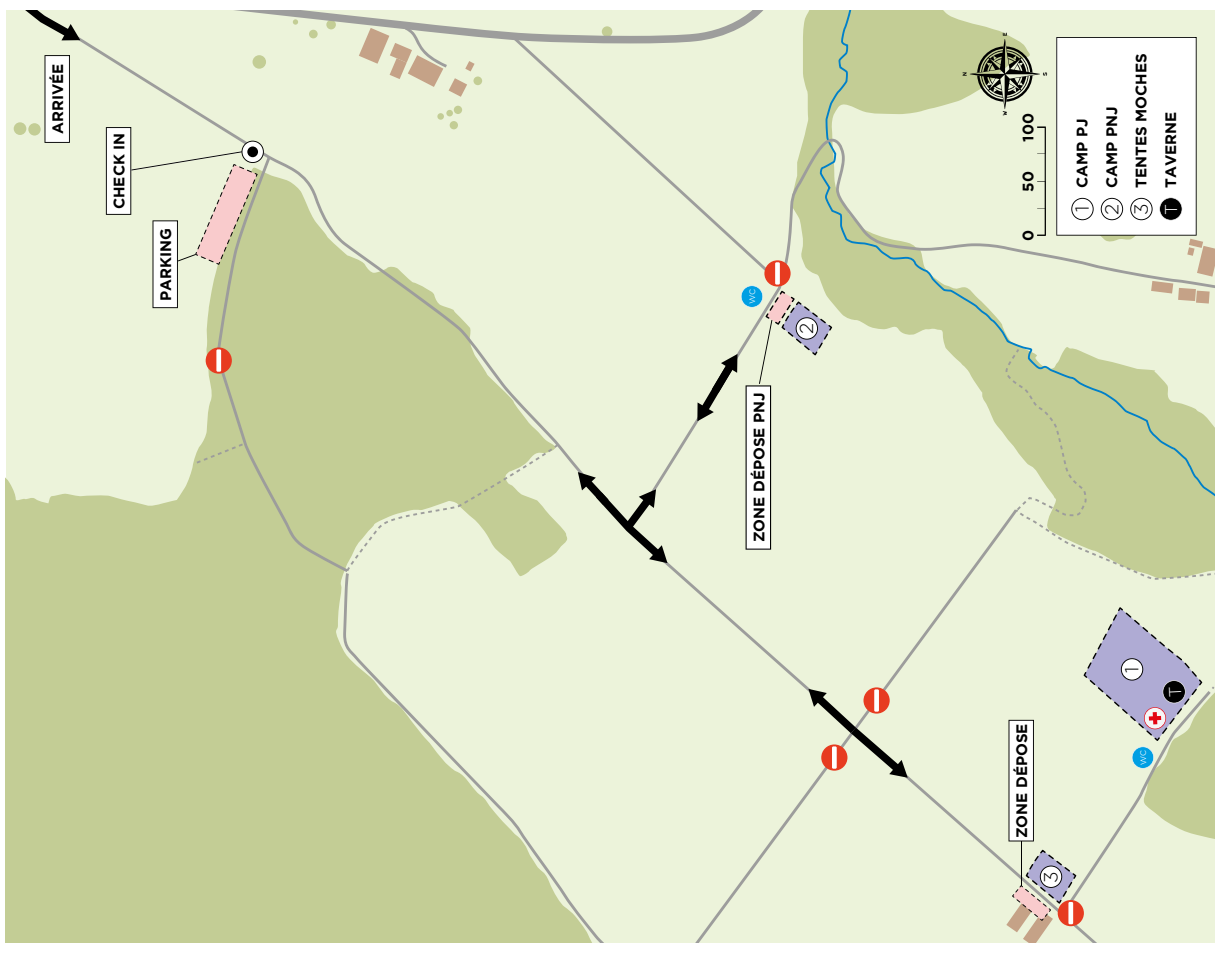 ARRIVÉE
CHECK IN
PARKING
WC
ZONE DÉPOSE PNJ
2
1
T
WC
ZONE DÉPOSE
3
N
E
S
W
0 50 100
1 CAMP PJ
2 CAMP PNJ
3 TENTES MOCHES
T TAVERNE